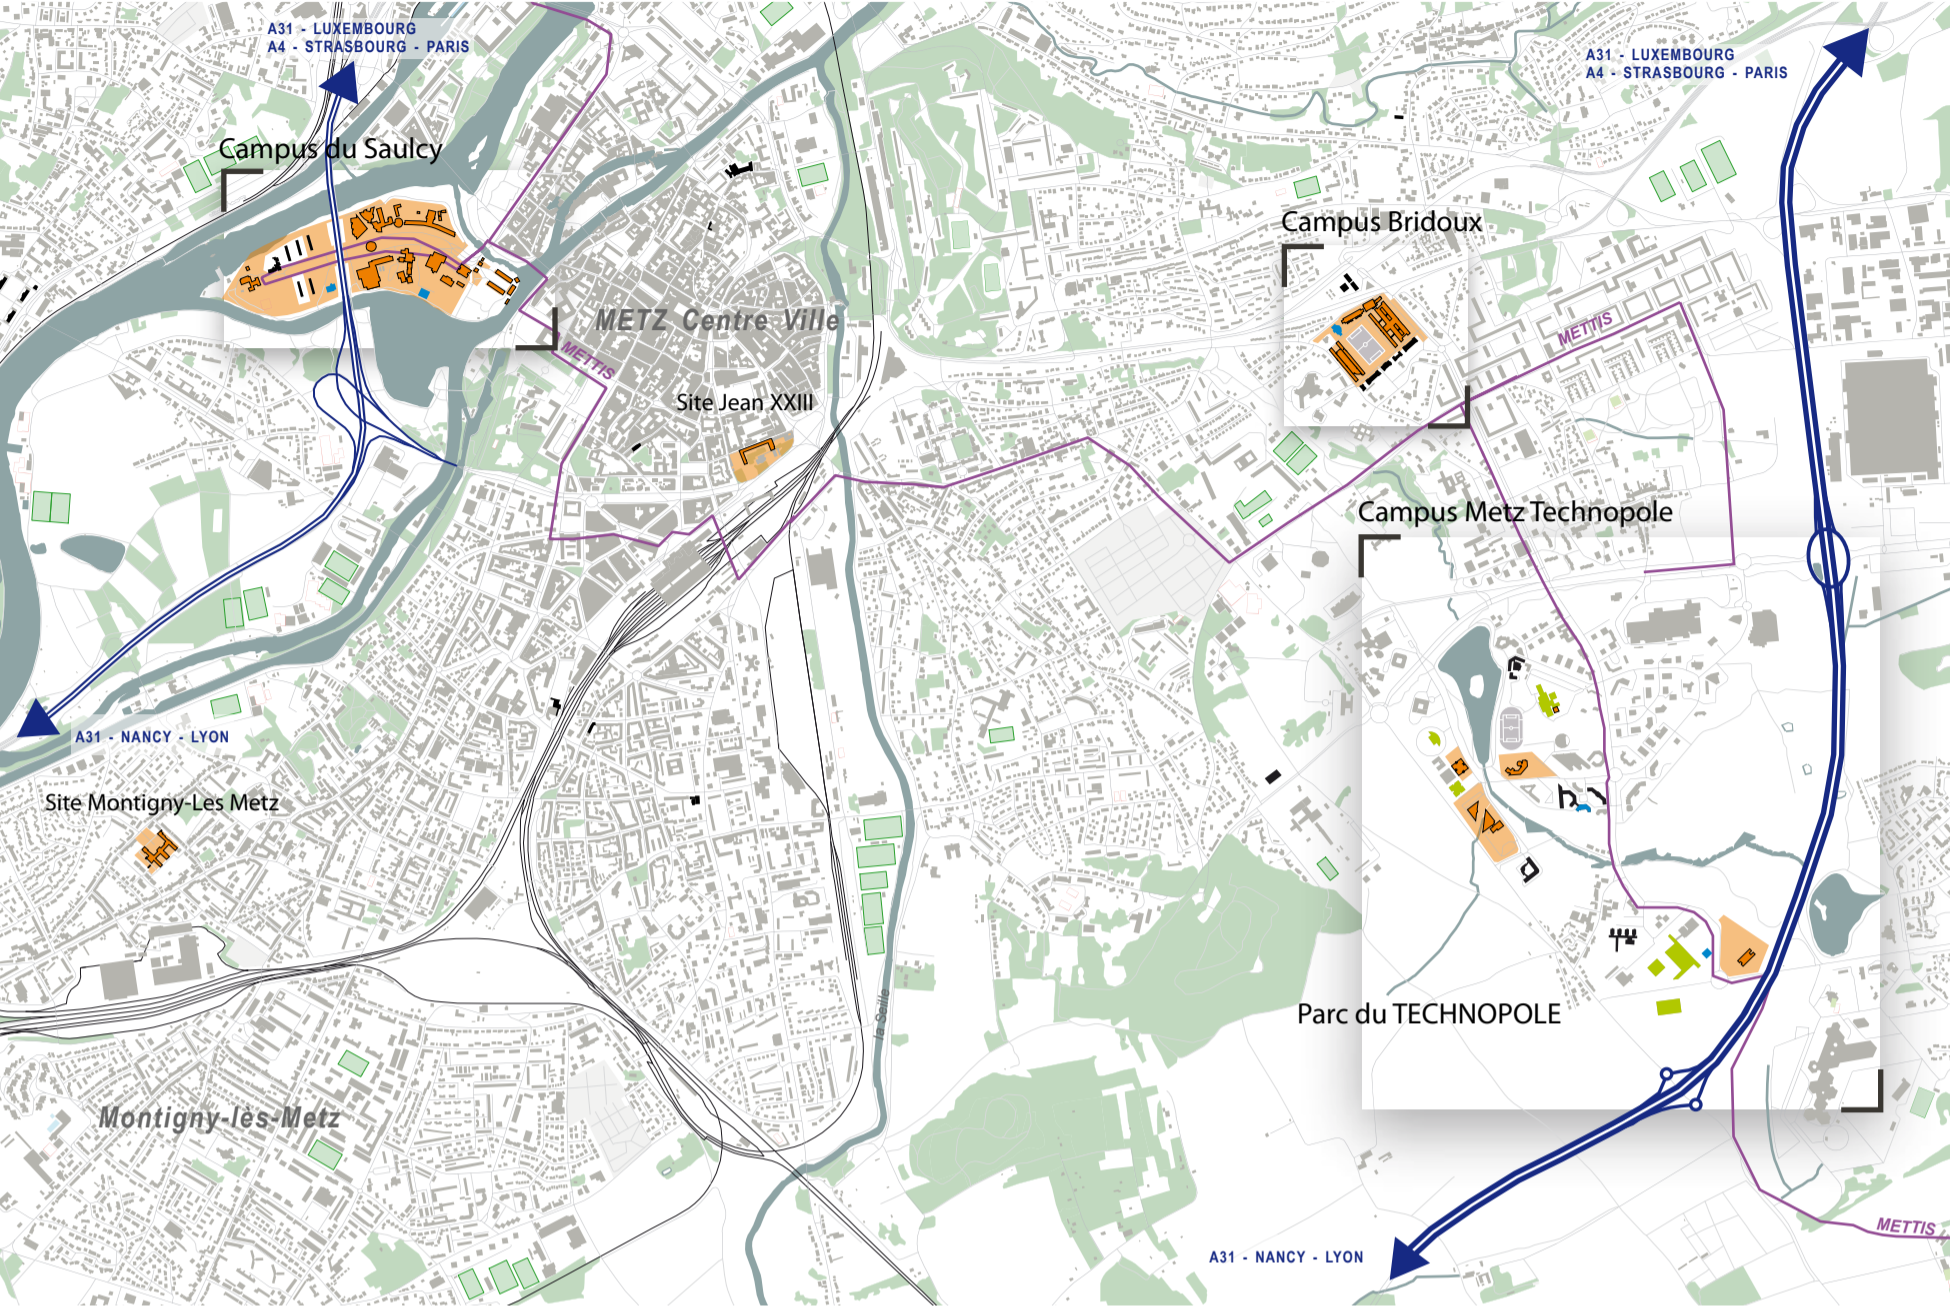 A31 - LUXEMBOURG
A4 - STRASBOURG - PARIS
A31 - LUXEMBOURG
A4 - STRASBOURG - PARIS
Campus du Saulcy
Campus Bridoux
METZ Centre Ville
METTIS
METTIS
Site Jean XXIII
Campus Metz Technopole
A31 - NANCY - LYON
Site Montigny-Les Metz
la Seille
Parc du TECHNOPOLE
Montigny-lès-Metz
METTIS
A31 - NANCY - LYON